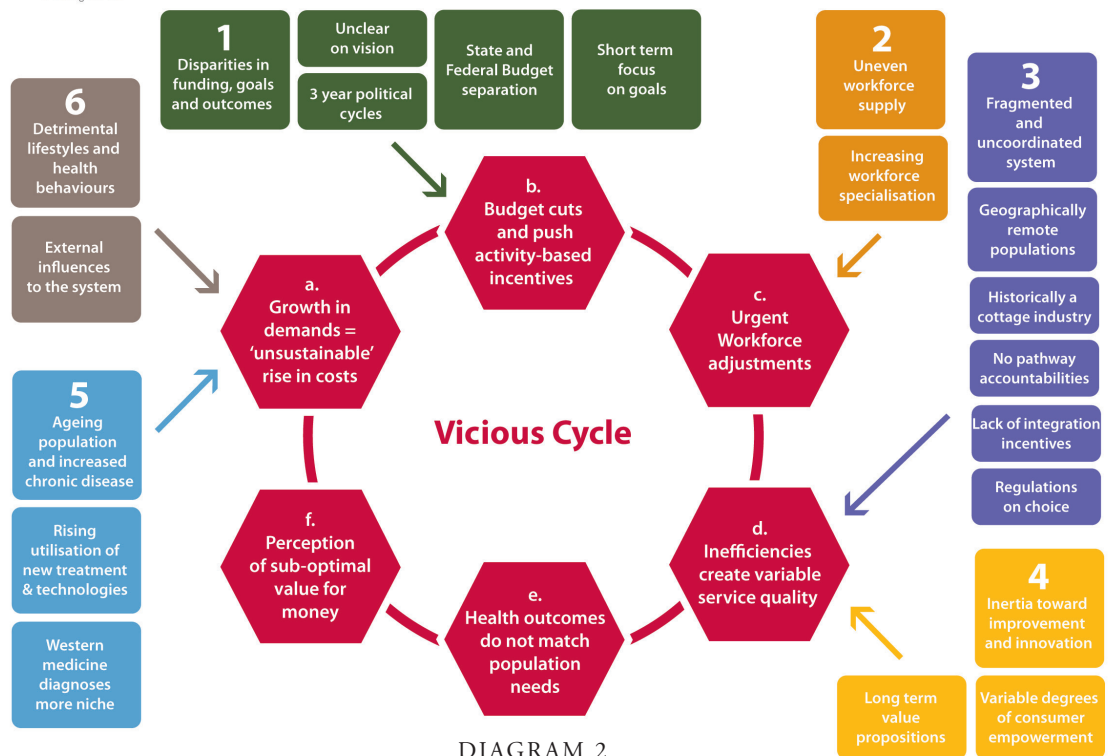 1
Disparities in
funding, goals
and outcomes
Unclear
on vision
3 year political
cycles
State and
Federal Budget
separation
Short term
focus
on goals
2
Uneven
workforce
supply
Increasing
workforce
specialisation
3
Fragmented
and
uncoordinated
system
Geographically
remote
populations
Historically a
cottage industry
No pathway
accountabilities
Lack of integration
incentives
Regulations
on choice
4
Inertia toward
improvement
and innovation
Long term
value
propositions
Variable degrees
of consumer
empowerment
5
Ageing
population
and increased
chronic disease
Rising
utilisation of
new treatment
& technologies
Western
medicine
diagnoses
more niche
6
Detrimental
lifestyles and
health
behaviours
External
influences
to the system
a.
Growth in
demands =
‘unsustainable’
rise in costs
b.
Budget cuts
and push
activity-based
incentives
c.
Urgent
Workforce
adjustments
d.
Inefficiencies
create variable
service quality
e.
Health outcomes
do not match
population
needs
f.
Perception
of sub-optimal
value for
money
Vicious Cycle
DIAGRAM 2